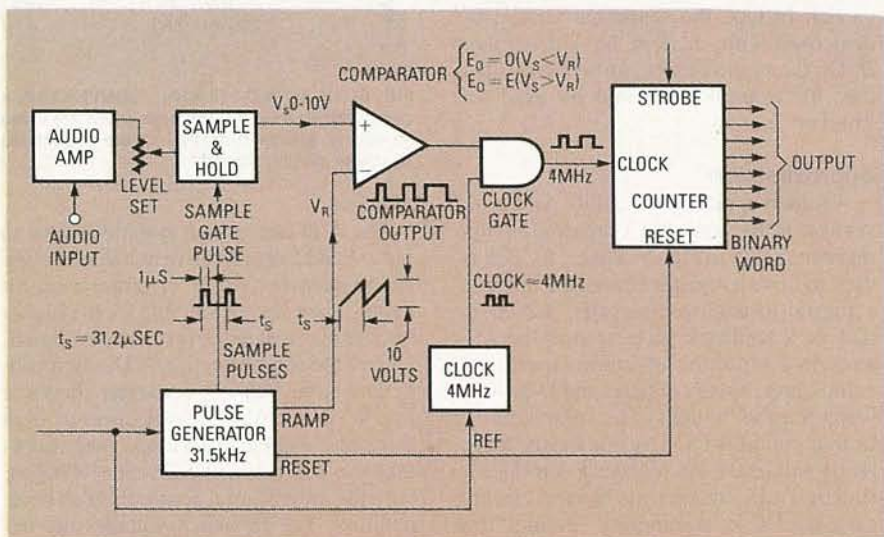 COMPARATOR
E₀ = 0(Vₛ<Vᵣ)
E₀ = E(Vₛ>Vᵣ)
AUDIO
AMP
LEVEL
SET
AUDIO
INPUT
SAMPLE
&
HOLD
Vₛ0-10V
+
−
Vᵣ
COMPARATOR
OUTPUT
CLOCK
GATE
4MHz
STROBE
CLOCK
COUNTER
RESET
OUTPUT
BINARY
WORD
SAMPLE
GATE
PULSE
1µS
tₛ
tₛ = 31.2µSEC
SAMPLE
PULSES
tₛ
10
VOLTS
CLOCK≈4MHz
CLOCK
4MHz
PULSE
GENERATOR
31.5kHz
RAMP
RESET
REF